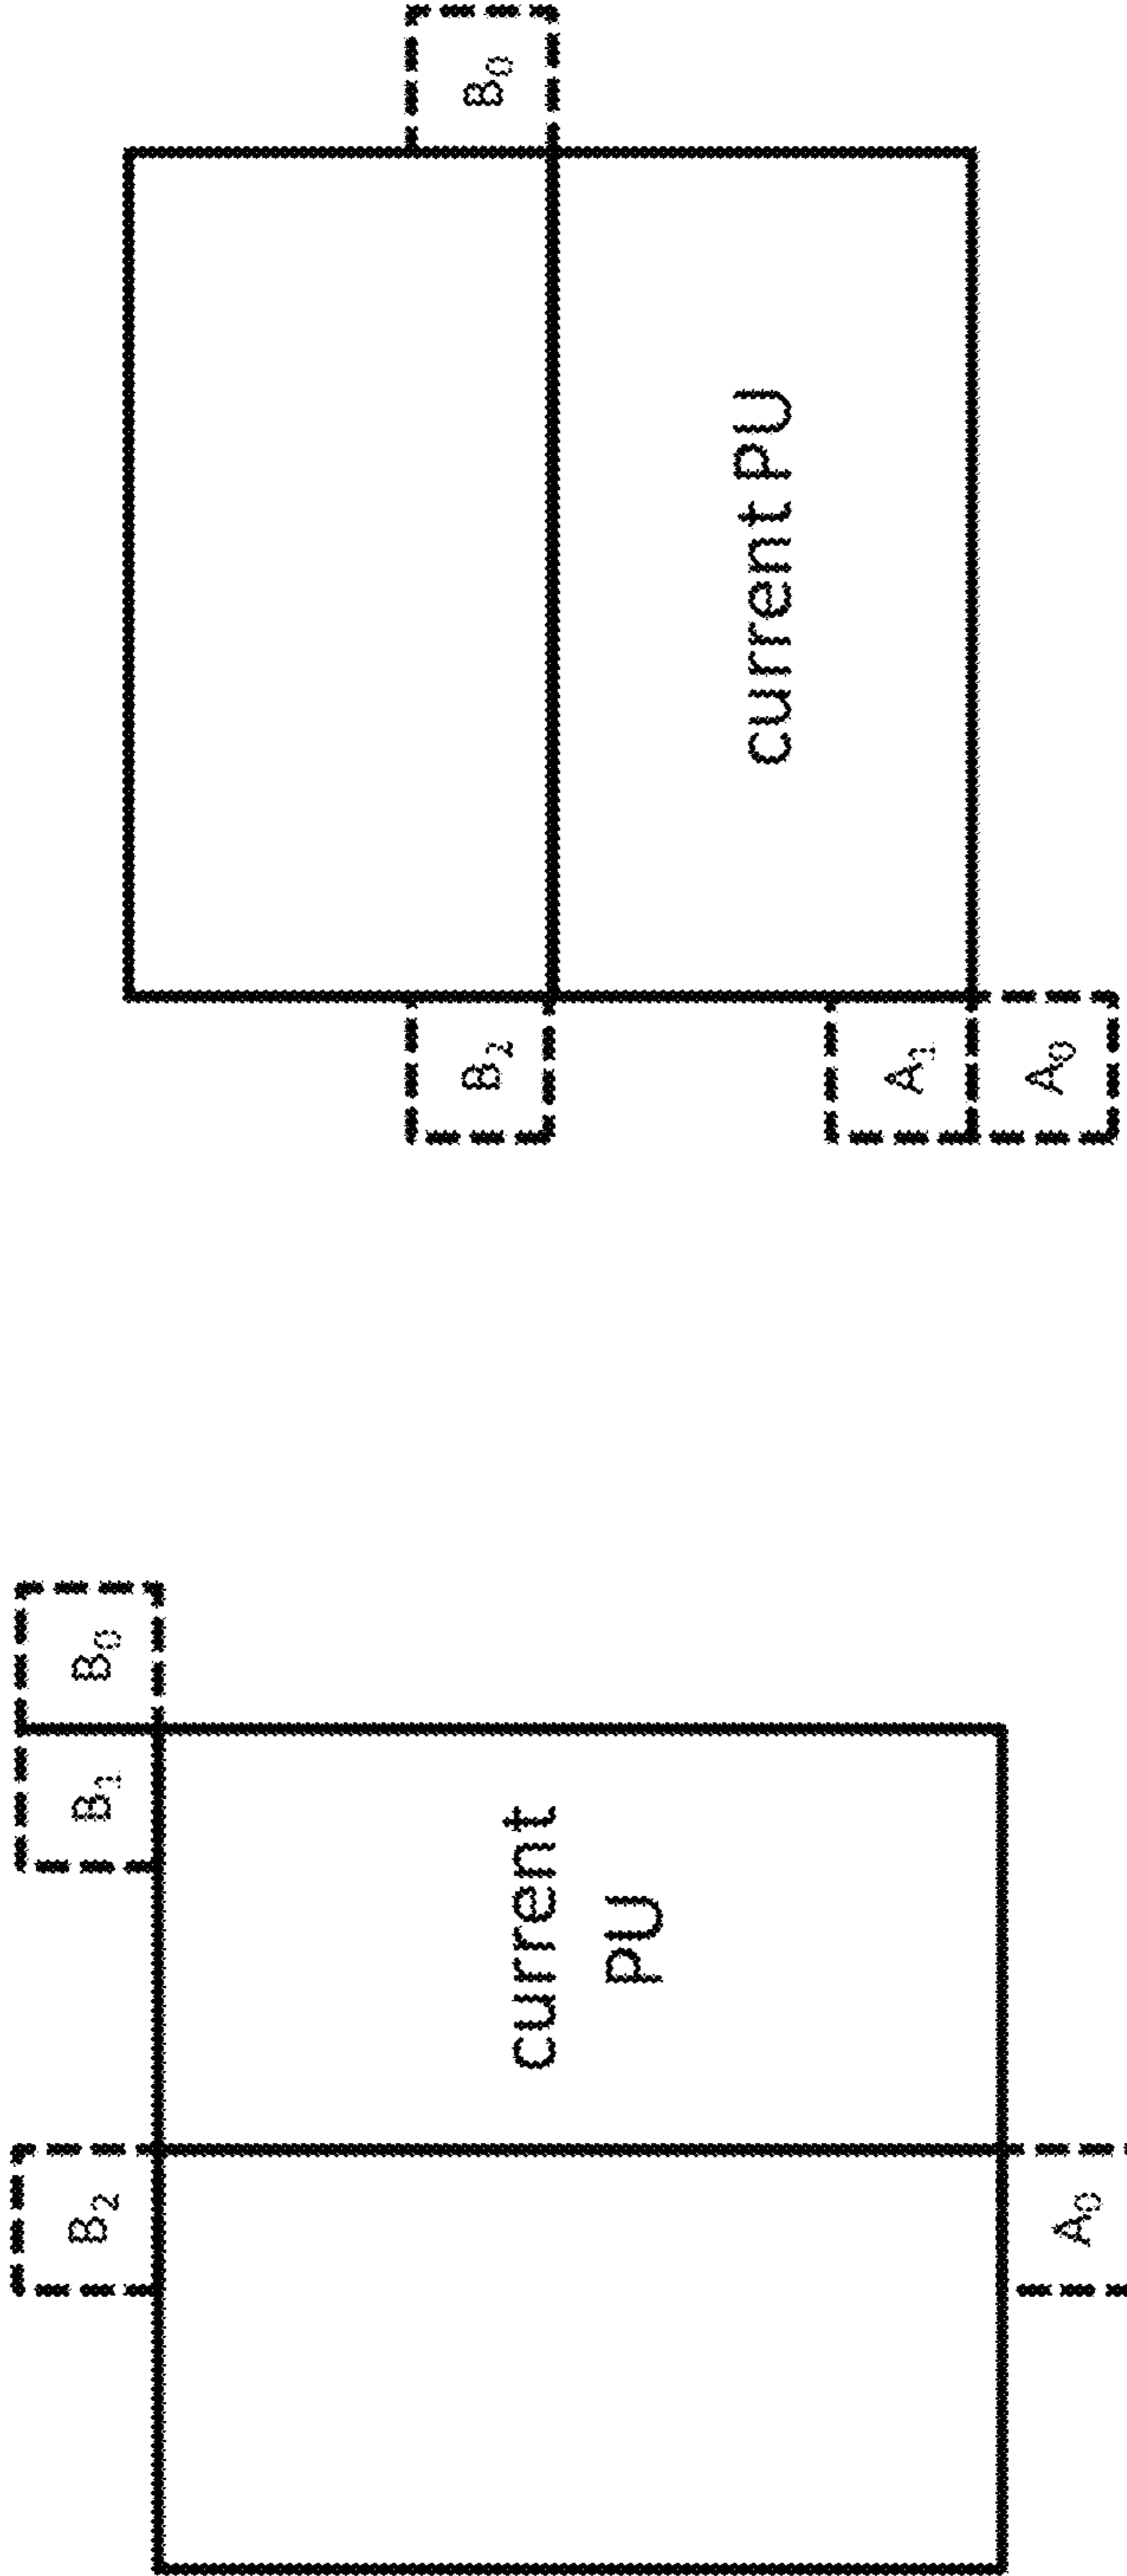 B₂
B₁
B₀
current
PU
A₀
B₂
B₀
current PU
A₁
A₀